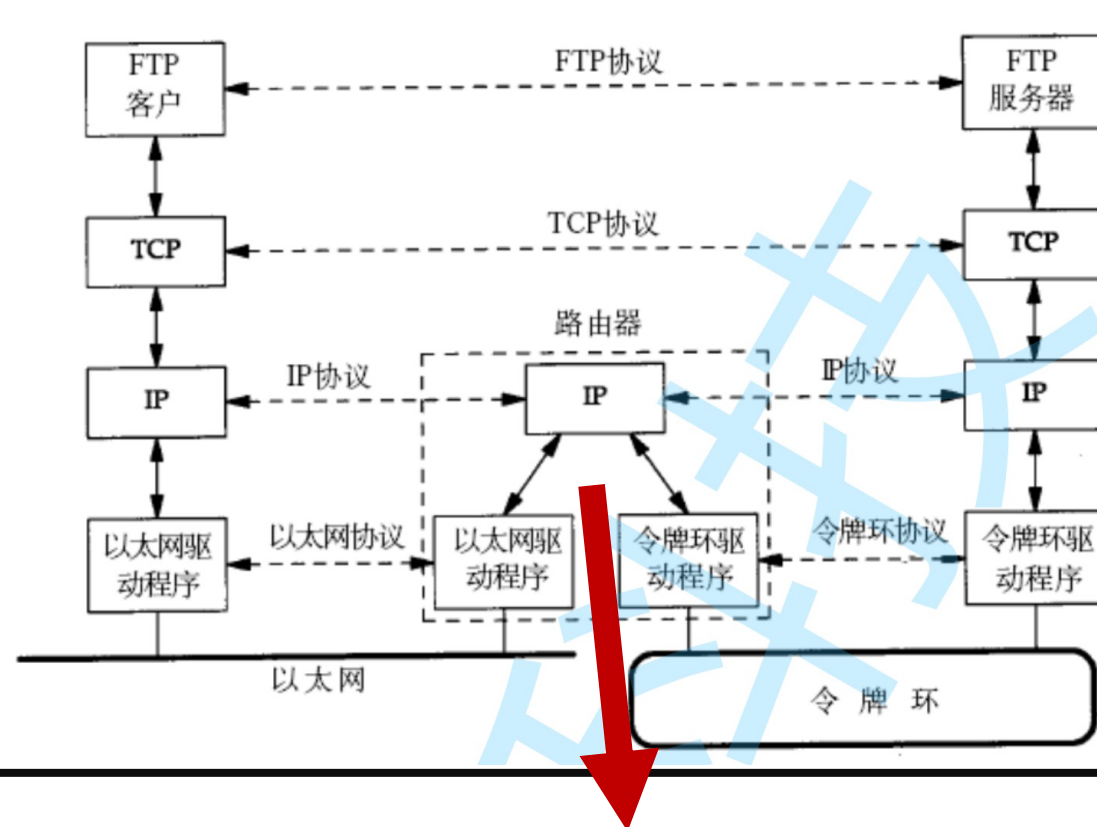 FTP
客户
FTP协议
FTP
服务器
TCP
TCP协议
TCP
路由器
IP
IP协议
IP
IP协议
IP
以太网驱
动程序
以太网协议
以太网驱
动程序
令牌环驱
动程序
令牌环协议
令牌环驱
动程序
以太网
令牌环